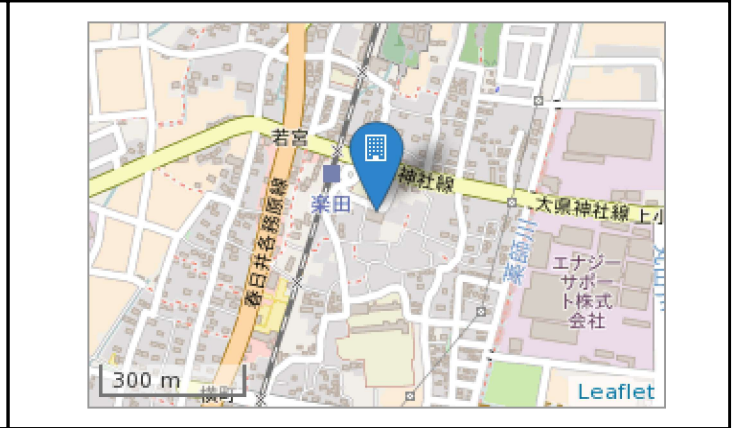 若宮
神社線
楽田
大県神社線
上小
春日井各務原線
薬師川
エナジー
サポー
ト株式
会社
300 m
横町
Leaflet